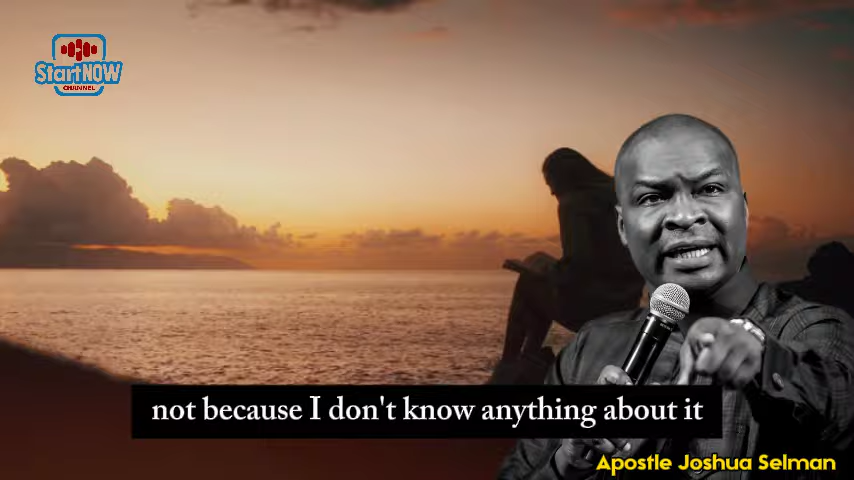 StartNOW
CHANNEL
not because I don't know anything about it
Apostle Joshua Selman